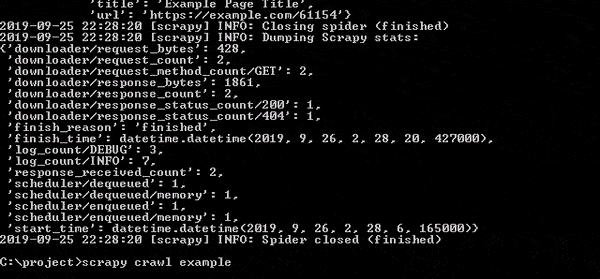 'title': 'Example Page Title',
'url': 'https://example.com/61154'}
2019-09-25 22:28:20 [scrapy] INFO: Closing spider (finished)
2019-09-25 22:28:20 [scrapy] INFO: Dumping Scrapy stats:
{'downloader/request_bytes': 428,
'downloader/request_count': 2,
'downloader/request_method_count/GET': 2,
'downloader/response_bytes': 1861,
'downloader/response_count': 2,
'downloader/response_status_count/200': 1,
'downloader/response_status_count/404': 1,
'finish_reason': 'finished',
'finish_time': datetime.datetime(2019, 9, 26, 2, 28, 20, 427000),
'log_count/DEBUG': 3,
'log_count/INFO': 7,
'response_received_count': 2,
'scheduler/dequeued': 1,
'scheduler/dequeued/memory': 1,
'scheduler/enqueued': 1,
'scheduler/enqueued/memory': 1,
'start_time': datetime.datetime(2019, 9, 26, 2, 28, 6, 165000)}
2019-09-25 22:28:20 [scrapy] INFO: Spider closed (finished)
C:\project>scrapy crawl example